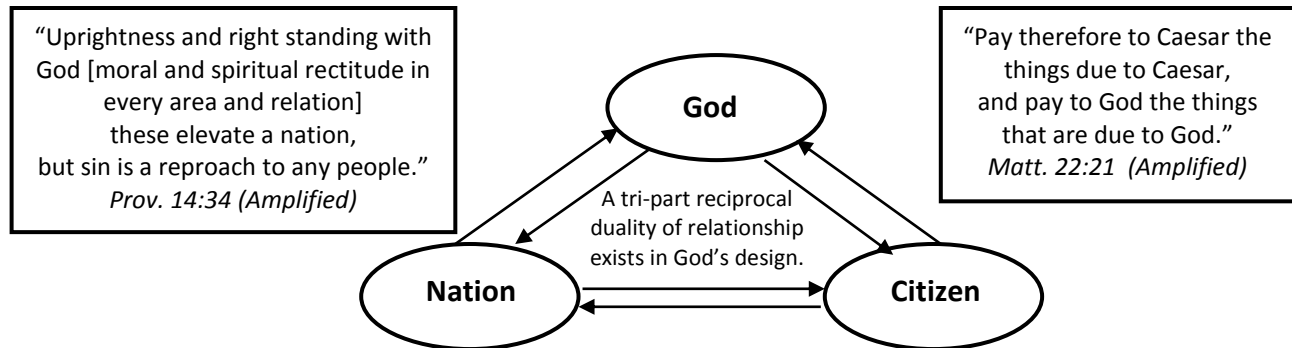 “Uprightness and right standing with
God [moral and spiritual rectitude in
every area and relation]
these elevate a nation,
but sin is a reproach to any people.”
Prov. 14:34 (Amplified)
God
“Pay therefore to Caesar the
things due to Caesar,
and pay to God the things
that are due to God.”
Matt. 22:21 (Amplified)
A tri-part reciprocal
duality of relationship
exists in God’s design.
Nation
Citizen